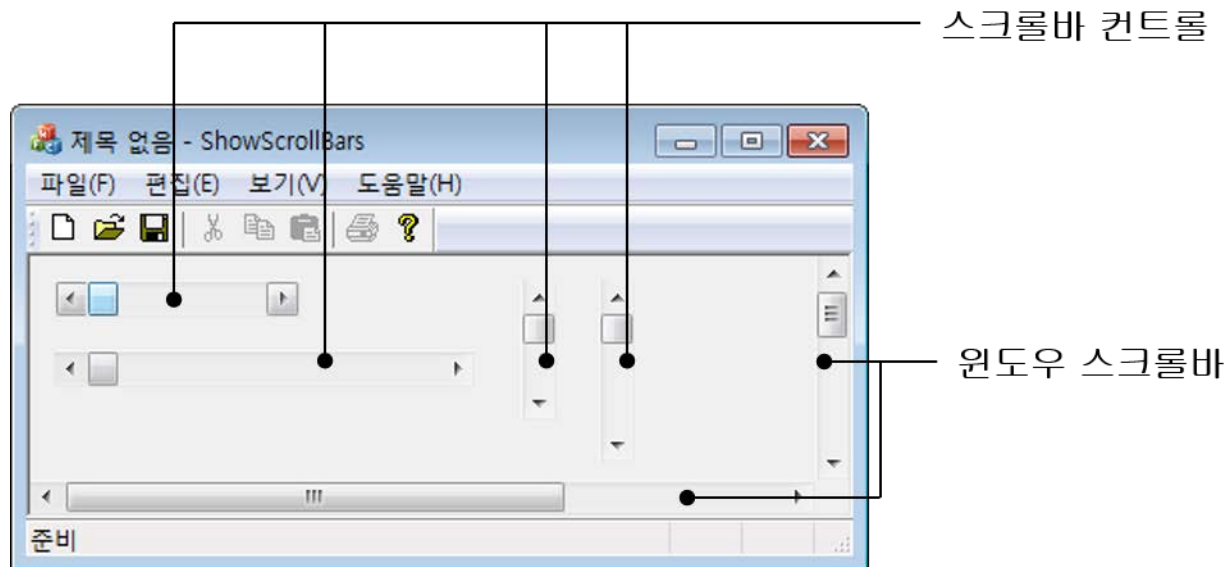 스크롤바 컨트롤
제목 없음 - ShowScrollBars
파일(F) 편집(E) 보기(V) 도움말(H)
윈도우 스크롤바
준비